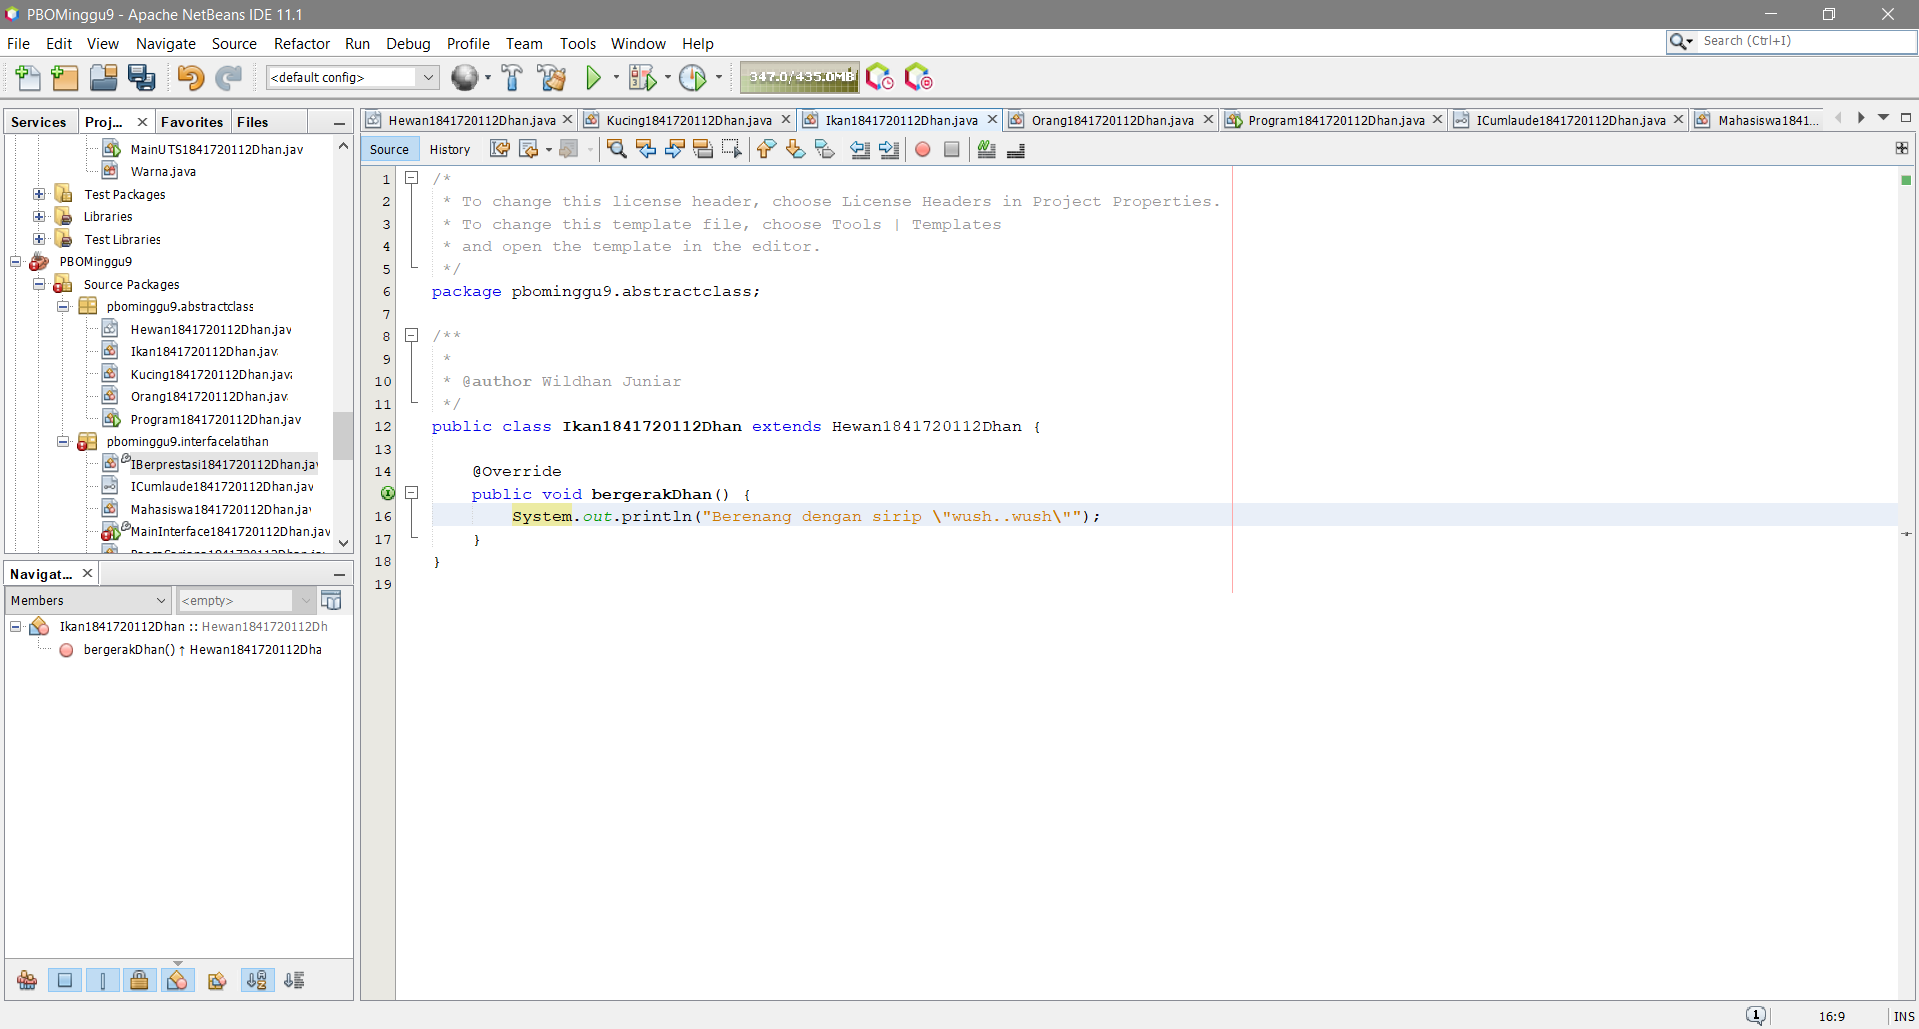 PBOMinggu9 - Apache NetBeans IDE 11.1
File Edit View Navigate Source Refactor Run Debug Profile Team Tools Window Help
Search (Ctrl+I)
<default config>
347.0/435.0MB
Services Proj... Favorites Files
MainUTS1841720112Dhan.jav
Warna.java
Test Packages
Libraries
Test Libraries
PBOMinggu9
Source Packages
pbominggu9.abstractclass
Hewan1841720112Dhan.jav
Ikan1841720112Dhan.jav
Kucing1841720112Dhan.java
Orang1841720112Dhan.jav
Program1841720112Dhan.jav
pbominggu9.interfacelatihan
IBerprestasi1841720112Dhan.jav
ICumlaude1841720112Dhan.jav
Mahasiswa1841720112Dhan.jav
MainInterface1841720112Dhan.jav
Navigat...
Members
<empty>
Ikan1841720112Dhan :: Hewan1841720112Dh
bergerakDhan() ↑ Hewan1841720112Dha
Hewan1841720112Dhan.java Kucing1841720112Dhan.java Ikan1841720112Dhan.java Orang1841720112Dhan.java Program1841720112Dhan.java ICumlaude1841720112Dhan.java Mahasiswa1841...
Source History
1 /*
2 * To change this license header, choose License Headers in Project Properties.
3 * To change this template file, choose Tools | Templates
4 * and open the template in the editor.
5 */
6 package pbominggu9.abstractclass;
7
8 /**
9 *
10 * @author Wildhan Juniar
11 */
12 public class Ikan1841720112Dhan extends Hewan1841720112Dhan {
13
14 @Override
public void bergerakDhan() {
16 System.out.println("Berenang dengan sirip \"wush..wush\"");
17 }
18 }
19
1
16:9 INS